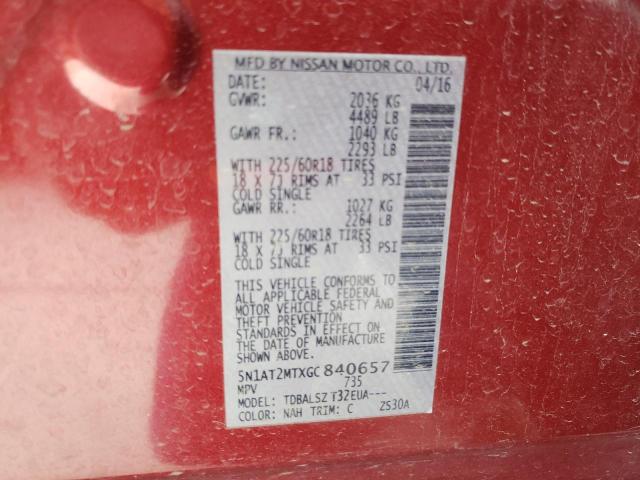 MFD BY NISSAN MOTOR CO., LTD.
DATE: 04/16
GVWR: 2036 KG
4489 LB
GAWR FR.: 1040 KG
2293 LB
WITH 225/60R18 TIRES
18 X 7J RIMS AT 33 PSI
COLD SINGLE
GAWR RR.: 1027 KG
2264 LB
WITH 225/60R18 TIRES
18 X 7J RIMS AT 33 PSI
COLD SINGLE
THIS VEHICLE CONFORMS TO
ALL APPLICABLE FEDERAL
MOTOR VEHICLE SAFETY AND
THEFT PREVENTION
STANDARDS IN EFFECT ON
THE DATE OF MANUFACTURE
SHOWN ABOVE.
5N1AT2MTXGC840657
MPV 735
MODEL: TDBALSZ T32EUA---
COLOR: NAH TRIM: C ZS30A